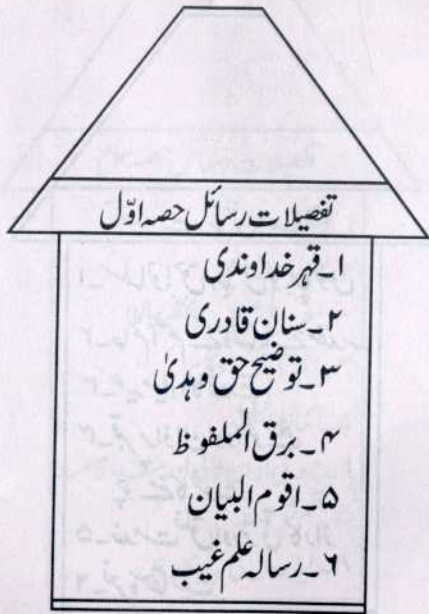 تفصیلات رسائل حصہ اوّل
۱۔قہر خداوندی
۲۔سنان قادری
۳۔توضیح حق وہدیٰ
۴۔برق الملفوظ
۵۔اقوم البیان
۶۔رسالہ علم غیب